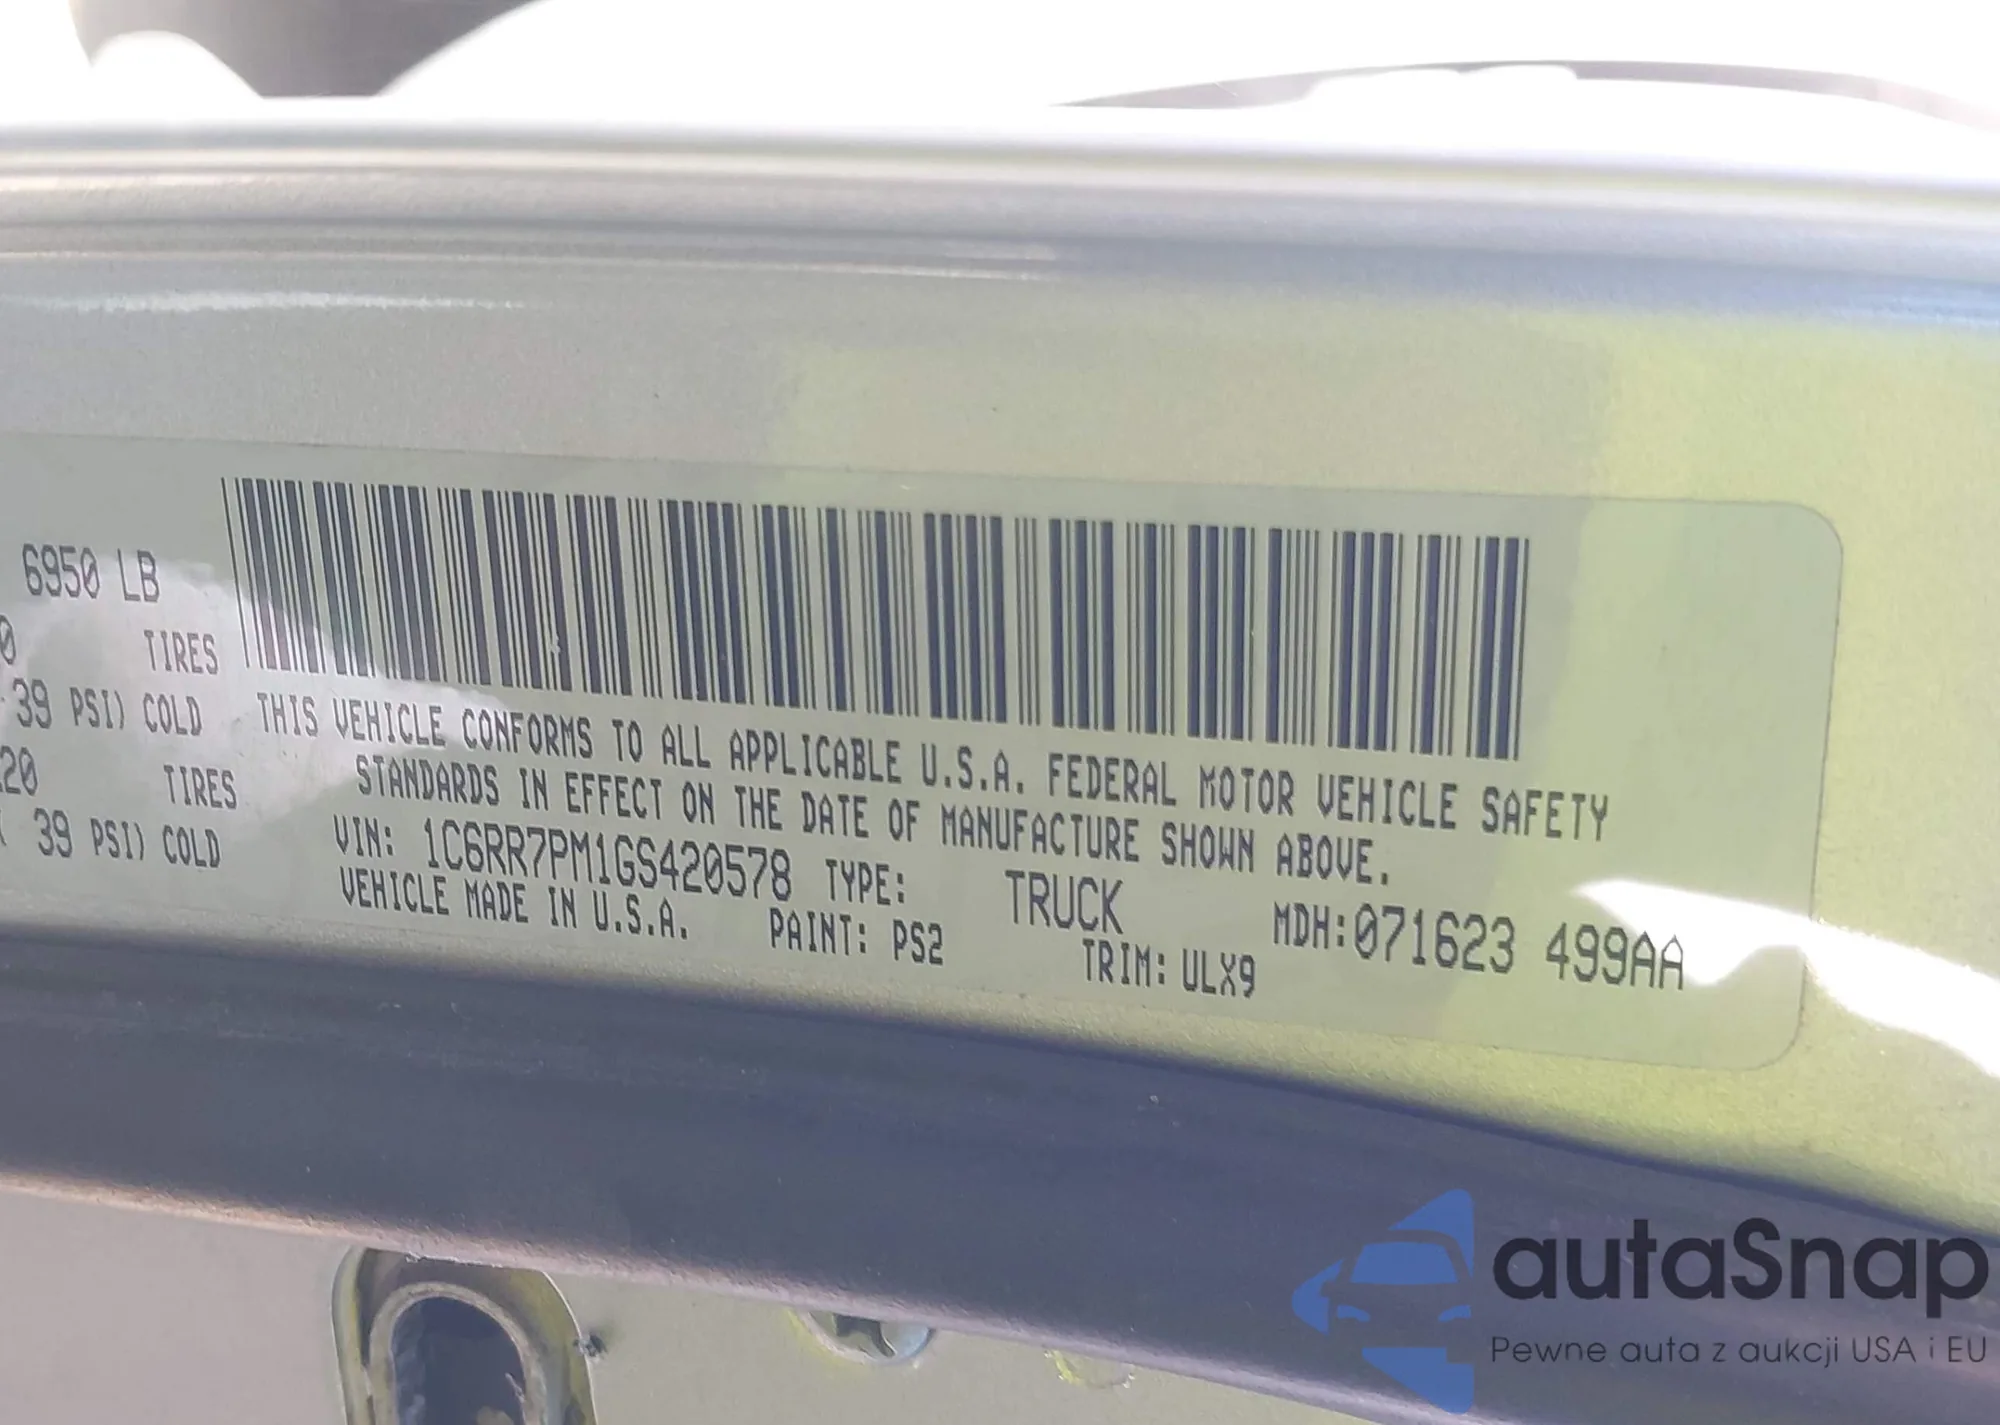 6950 LB
0 TIRES
39 PSI) COLD
20 TIRES
( 39 PSI) COLD
THIS VEHICLE CONFORMS TO ALL APPLICABLE U.S.A. FEDERAL MOTOR VEHICLE SAFETY
STANDARDS IN EFFECT ON THE DATE OF MANUFACTURE SHOWN ABOVE.
VIN: 1C6RR7PM1GS420578 TYPE: TRUCK MDH:071623 499AA
VEHICLE MADE IN U.S.A. PAINT: PS2 TRIM: ULX9
autaSnap
Pewne auta z aukcji USA i EU